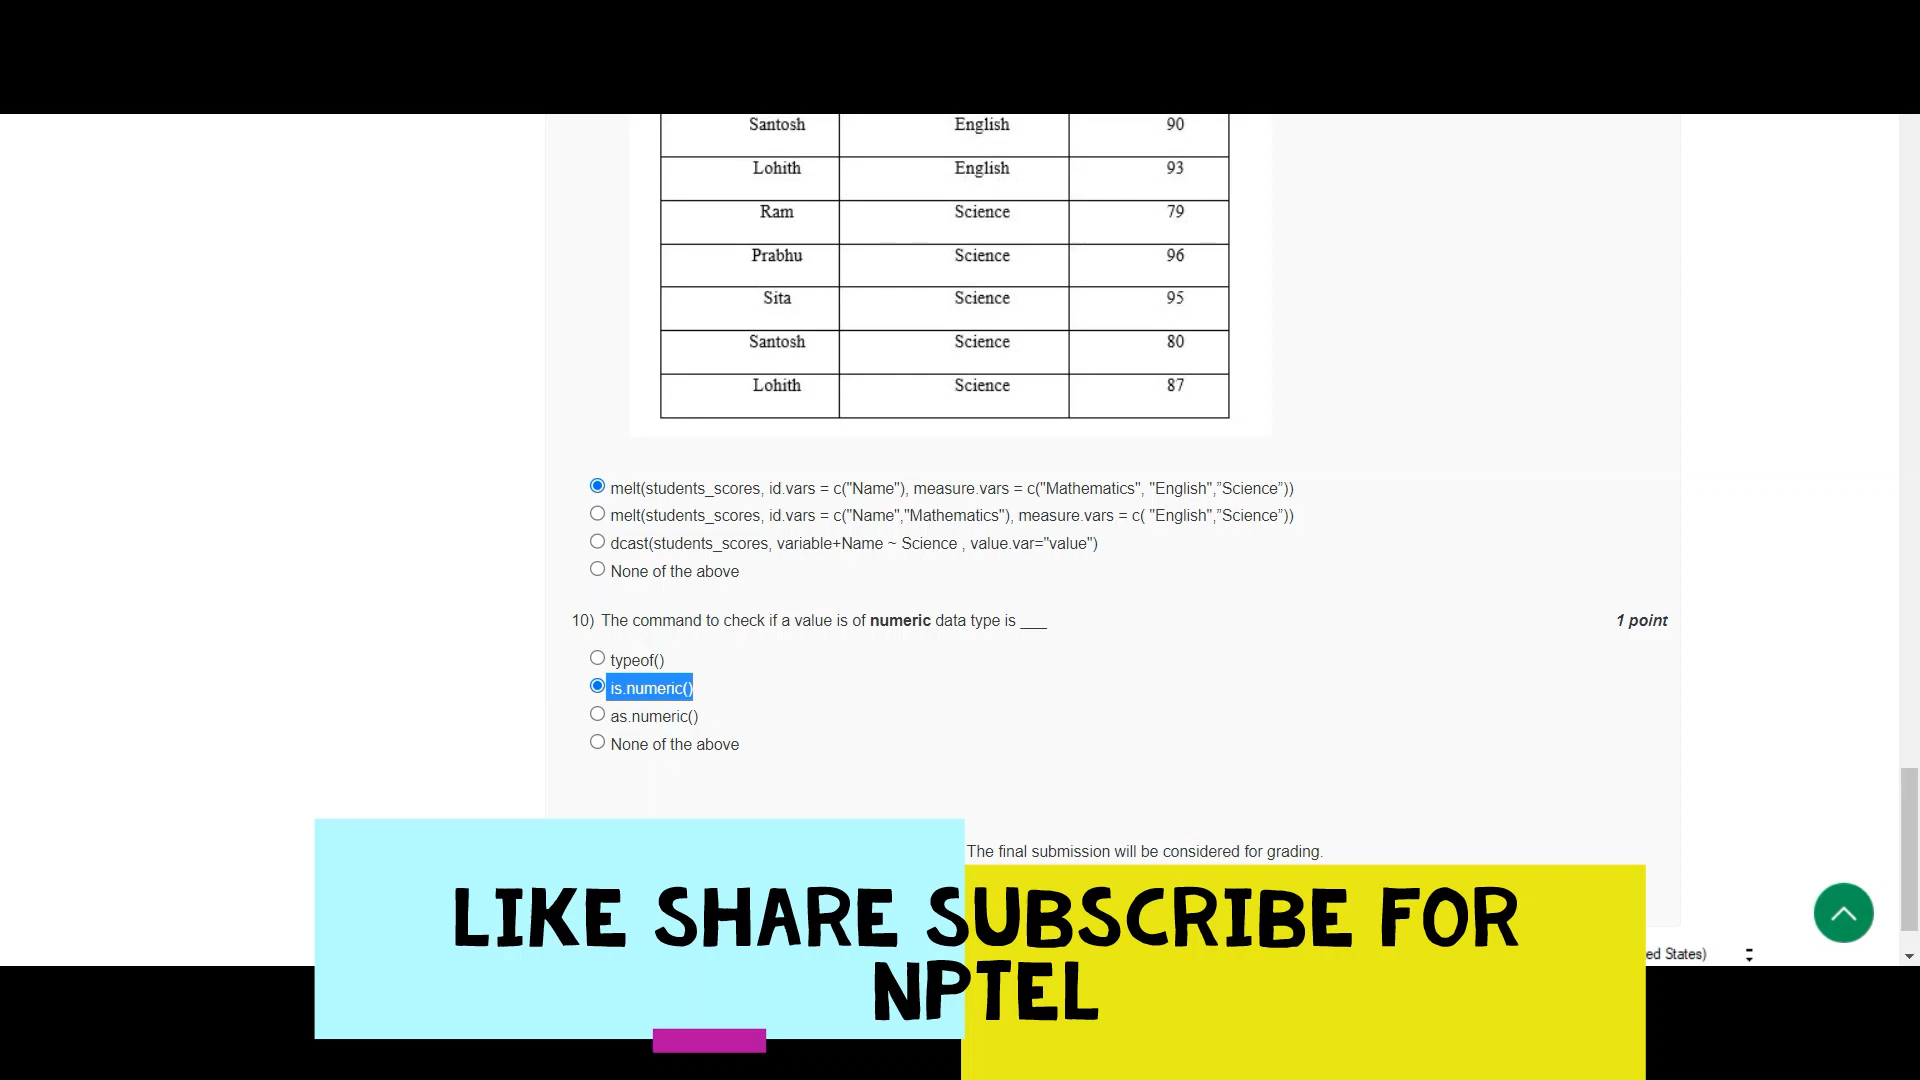 Santosh English 90
Lohith English 93
Ram Science 79
Prabhu Science 96
Sita Science 95
Santosh Science 80
Lohith Science 87
melt(students_scores, id.vars = c("Name"), measure.vars = c("Mathematics", "English",”Science”))
melt(students_scores, id.vars = c("Name","Mathematics"), measure.vars = c( "English",”Science”))
dcast(students_scores, variable+Name ~ Science , value.var="value")
None of the above
10) The command to check if a value is of numeric data type is ___ 1 point
typeof()
is.numeric()
as.numeric()
None of the above
The final submission will be considered for grading.
LIKE SHARE SUBSCRIBE FOR
NPTEL
ed States)